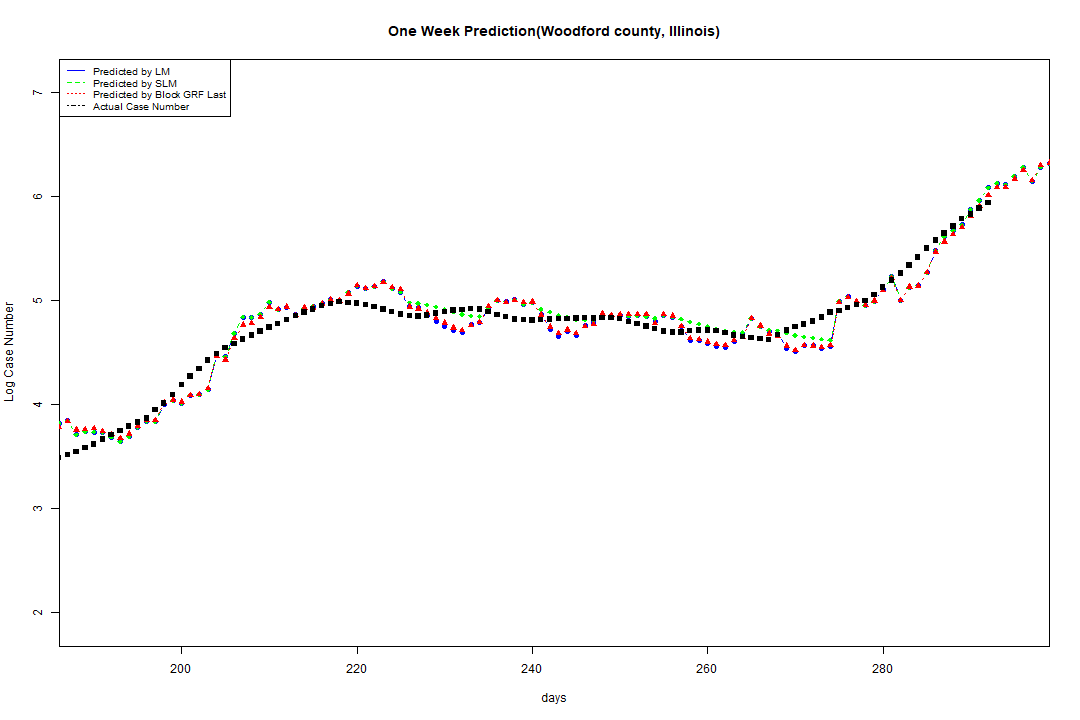 One Week Prediction(Woodford county, Illinois)
Predicted by LM
Predicted by SLM
Predicted by Block GRF Last
Actual Case Number
7
6
5
4
3
2
Log Case Number
200 220 240 260 280
days